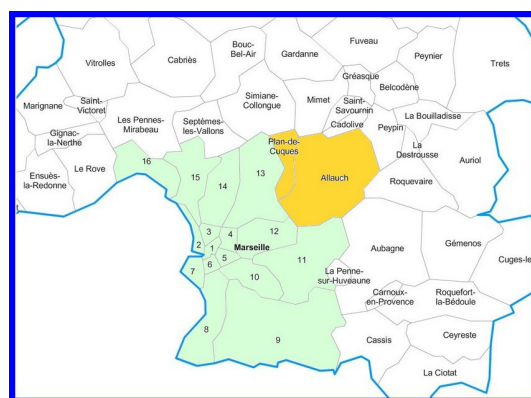 Fuveau
Bouc-
Bel-Air
Gardanne
Peynier
Vitrolles
Cabriès
Trets
Gréasque
Belcodène
Simiane-
Collongue
Mimet
Saint-
Savournin
Marignane
Saint-
Victoret
Les Pennes-
Mirabeau
Septèmes-
les-Vallons
Cadolive
Peypin
La Bouilladisse
Gignac-
la-Nerthe
Plan-de-
Cuques
La
Destrousse
Auriol
Ensuès-
la-Redonne
Le Rove
16
15
14
13
Allauch
Roquevaire
3
4
12
2
1
Marseille
Aubagne
Gémenos
Cuges-les
7
6
5
11
10
La Penne-
sur-Huveaune
Carnoux-
en-Provence
Roquefort-
la-Bédoule
8
9
Cassis
Ceyreste
La Ciotat